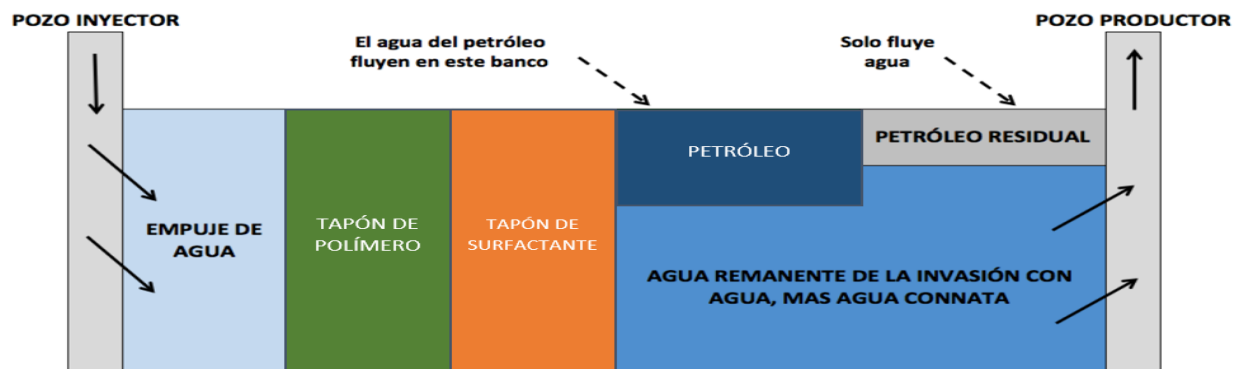 POZO INYECTOR
POZO PRODUCTOR
El agua del petróleo
fluyen en este banco
Solo fluye
agua
EMPUJE DE
AGUA
TAPÓN DE
POLÍMERO
TAPÓN DE
SURFACTANTE
PETRÓLEO
PETRÓLEO RESIDUAL
AGUA REMANENTE DE LA INVASIÓN CON
AGUA, MAS AGUA CONNATA